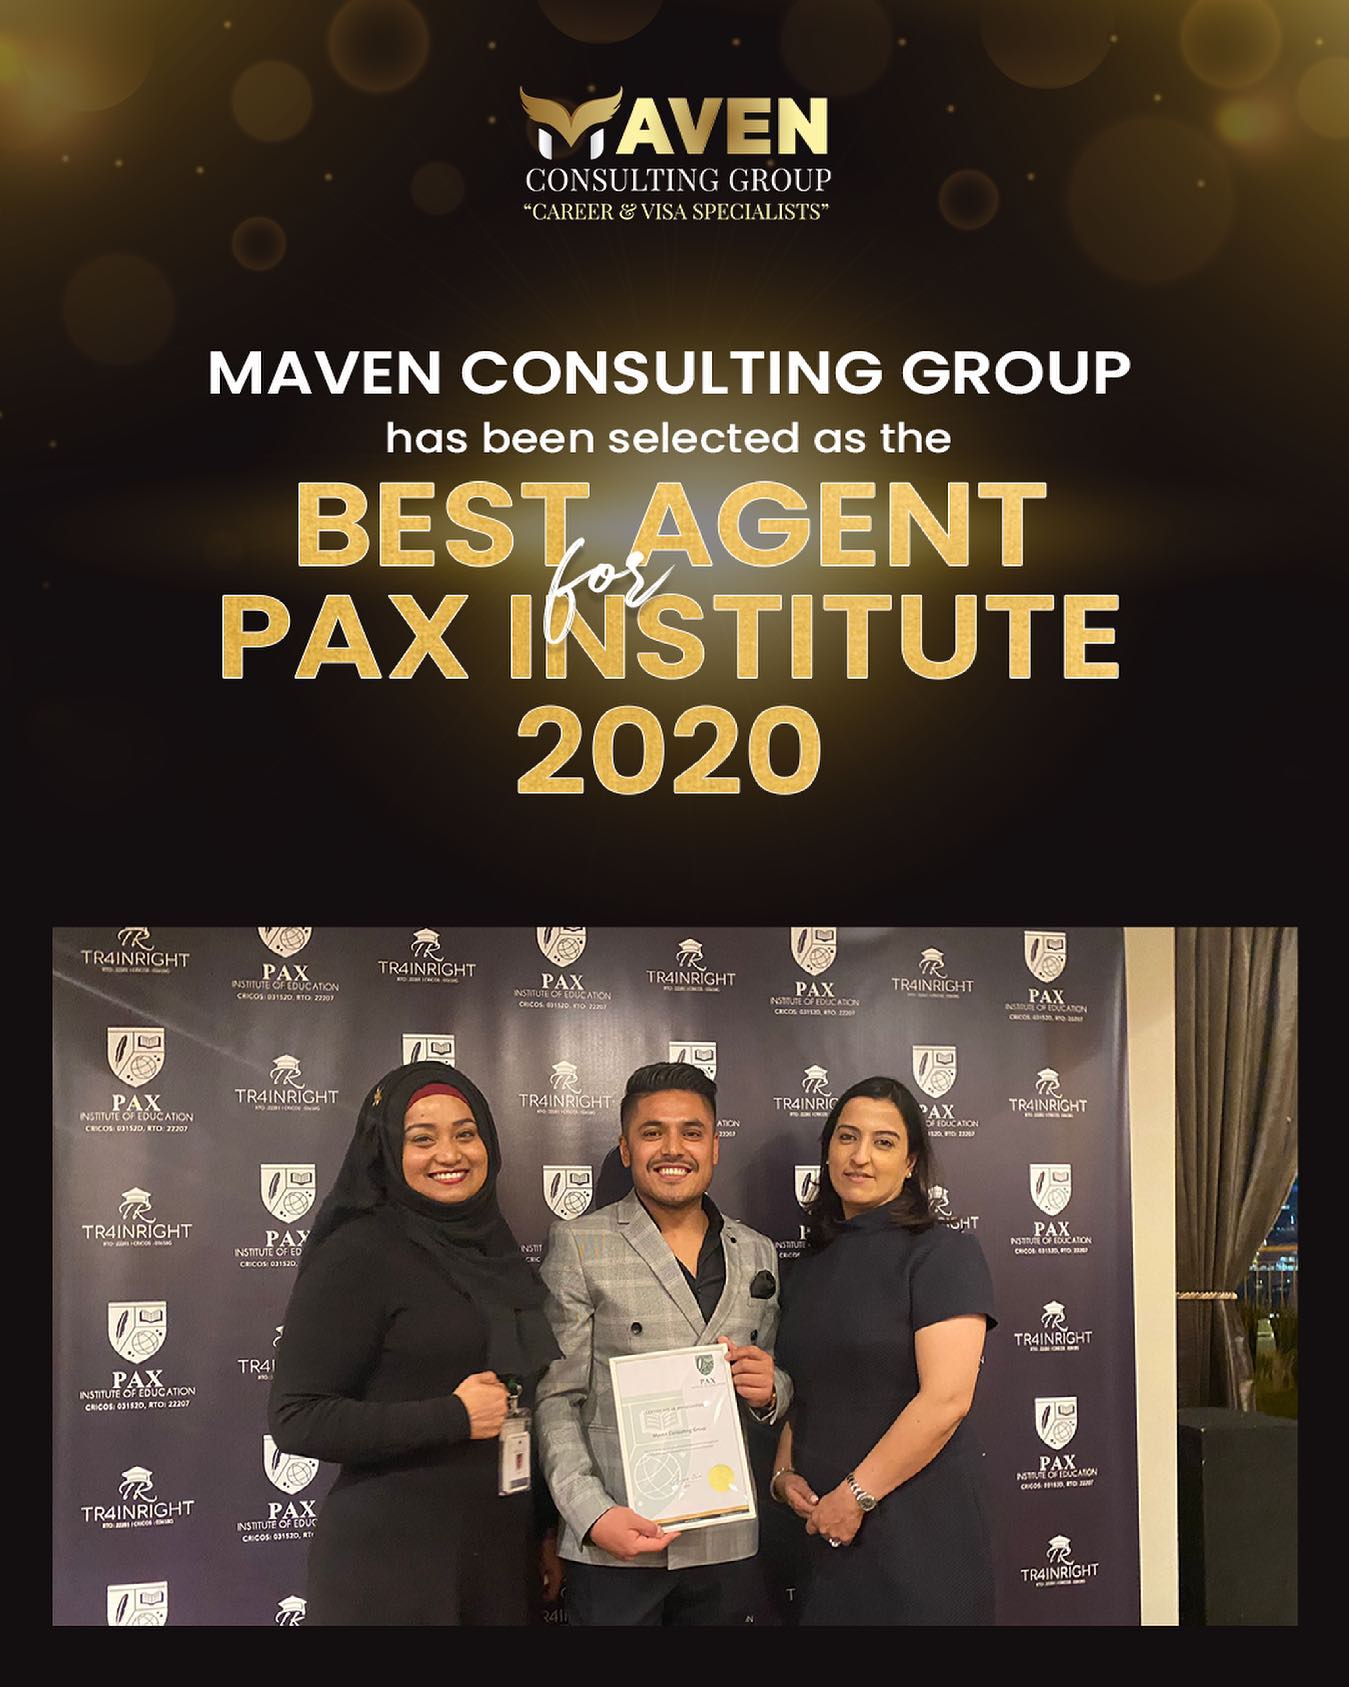 MAVEN
CONSULTING GROUP
“CAREER & VISA SPECIALISTS”
MAVEN CONSULTING GROUP
has been selected as the
BEST AGENT
for
PAX INSTITUTE
2020
TR4INRIGHT
PAX
INSTITUTE OF EDUCATION
CRICOS: 03152D, RTO: 22207
TR4INRIGHT
PAX
INSTITUTE OF EDUCATION
CRICOS: 03152D, RTO: 22207
TR4INRIGHT
PAX
INSTITUTE OF EDUCATION
CRICOS: 03152D, RTO: 22207
TR4INRIGHT
PAX
INSTITUTE OF EDUCATION
CRICOS: 03152D, RTO: 22207
PAX
INSTITUTE OF EDUCATION
CRICOS: 03152D, RTO: 22207
TR4INRIGHT
TR4INRIGHT
TR4INRIGHT
TR4INRIGHT
PAX
PAX
INSTITUTE OF EDUCATION
CRICOS: 03152D, RTO: 22207
TR4INRIGHT
PAX
INSTITUTE OF EDUCATION
CRICOS: 03152D, RTO: 22207
TR4INRIGHT
PAX
INSTITUTE OF EDUCATION
CRICOS: 03152D, RTO: 22207
TR4INRIGHT
PAX
TR4INRIGHT
PAX
Maven Consulting Group